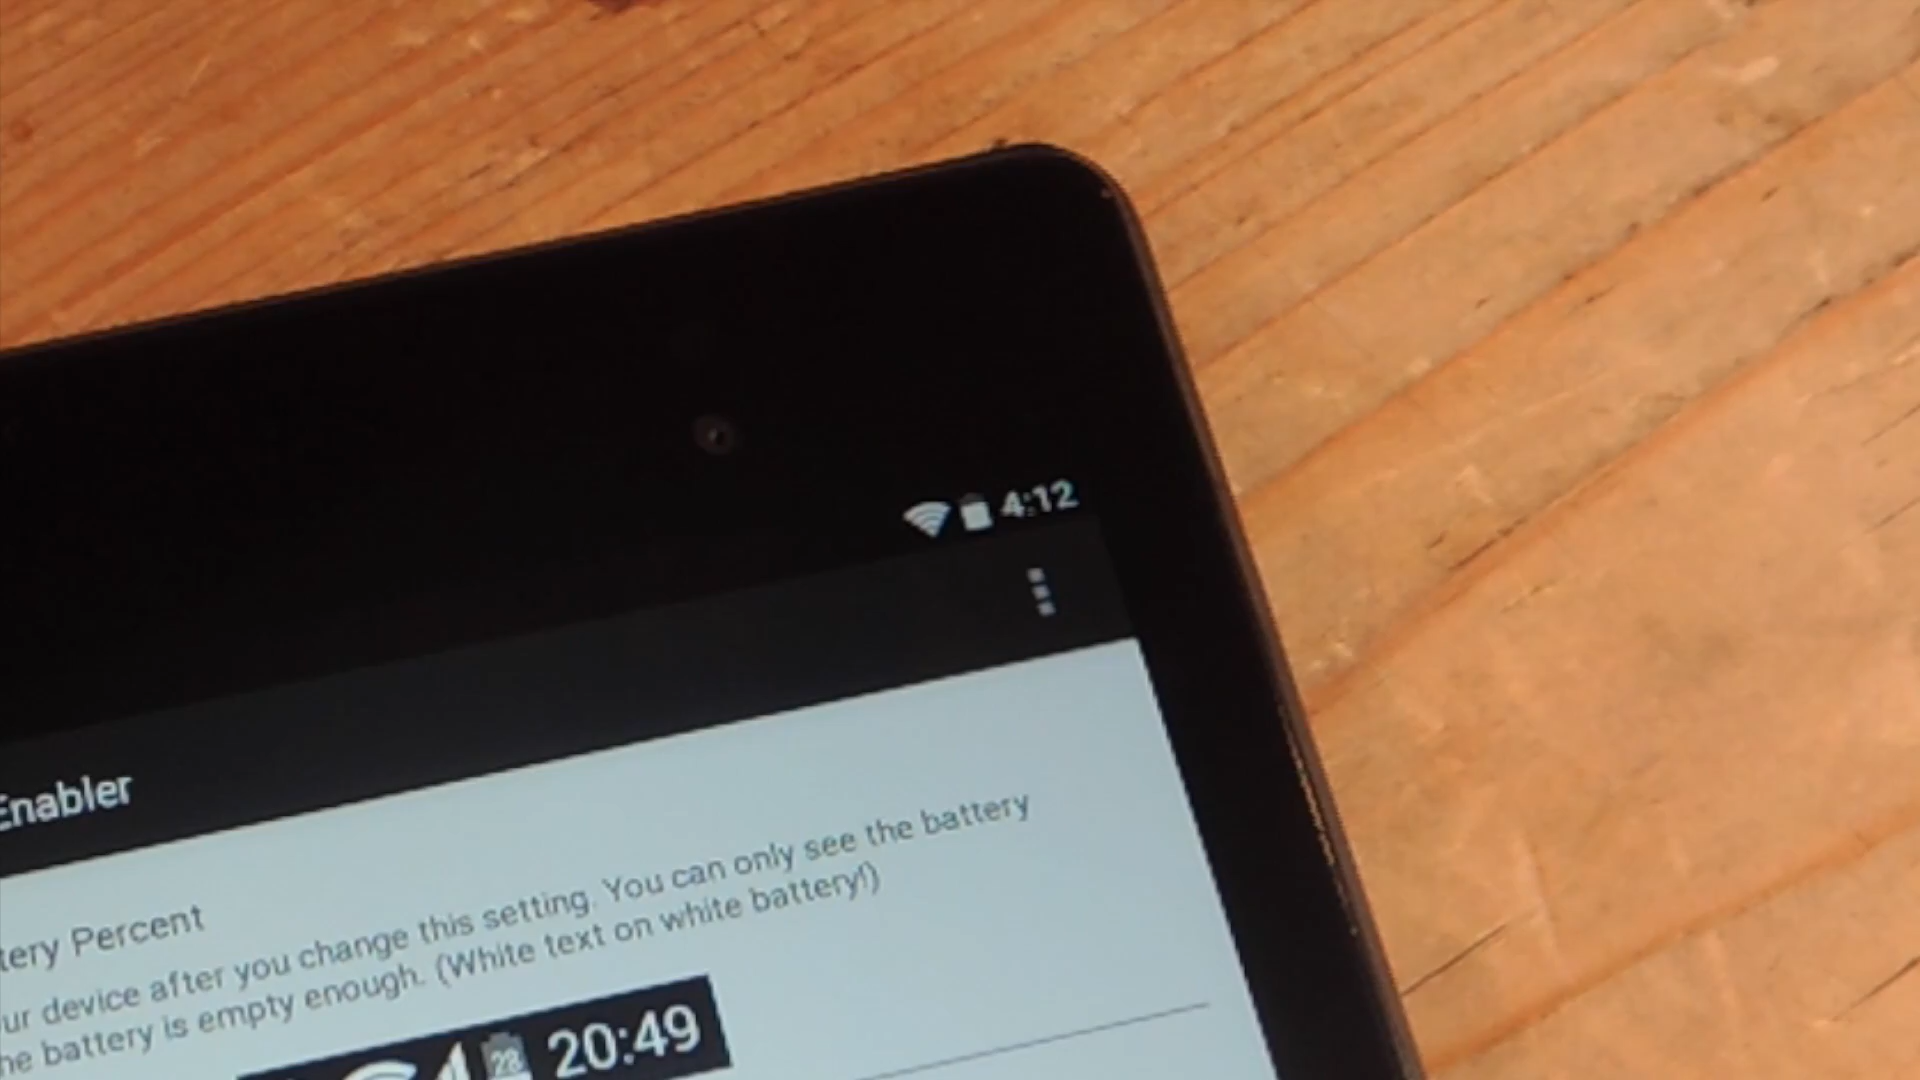 4:12
Enabler
tery Percent
ur device after you change this setting. You can only see the battery
he battery is empty enough. (White text on white battery!)
28 20:49